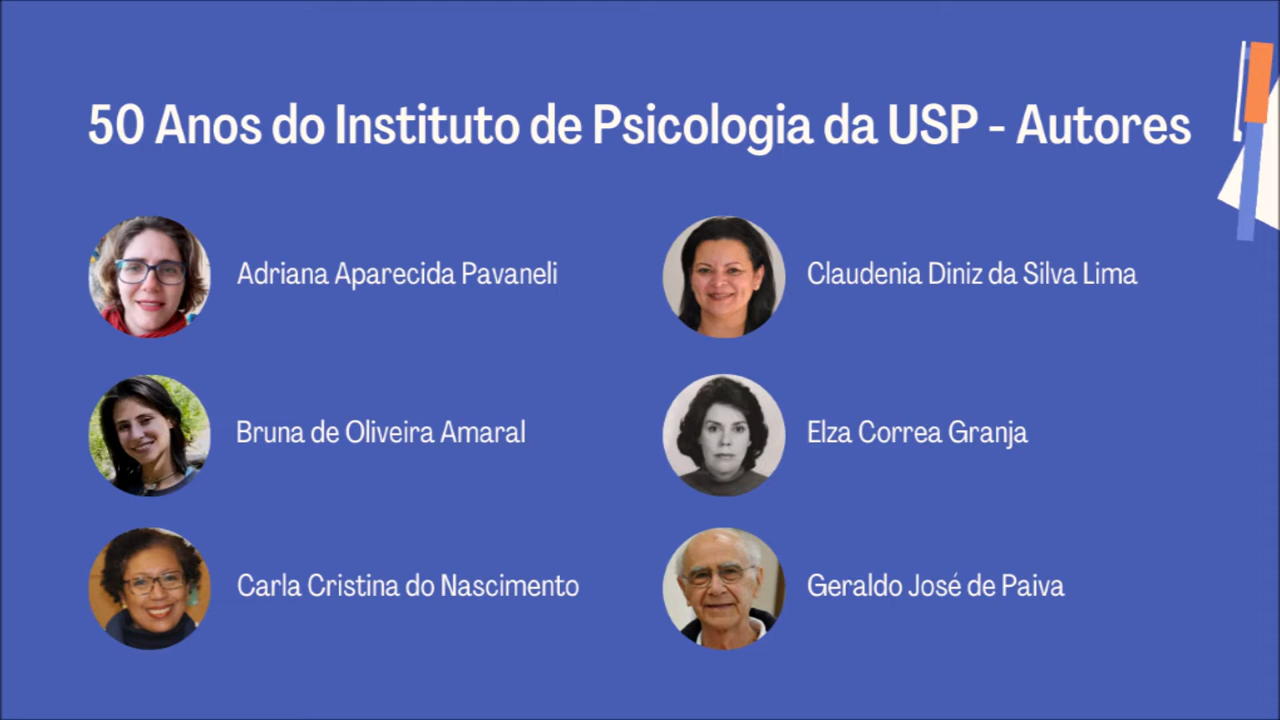 50 Anos do Instituto de Psicologia da USP - Autores
Adriana Aparecida Pavaneli
Claudenia Diniz da Silva Lima
Bruna de Oliveira Amaral
Elza Correa Granja
Carla Cristina do Nascimento
Geraldo José de Paiva